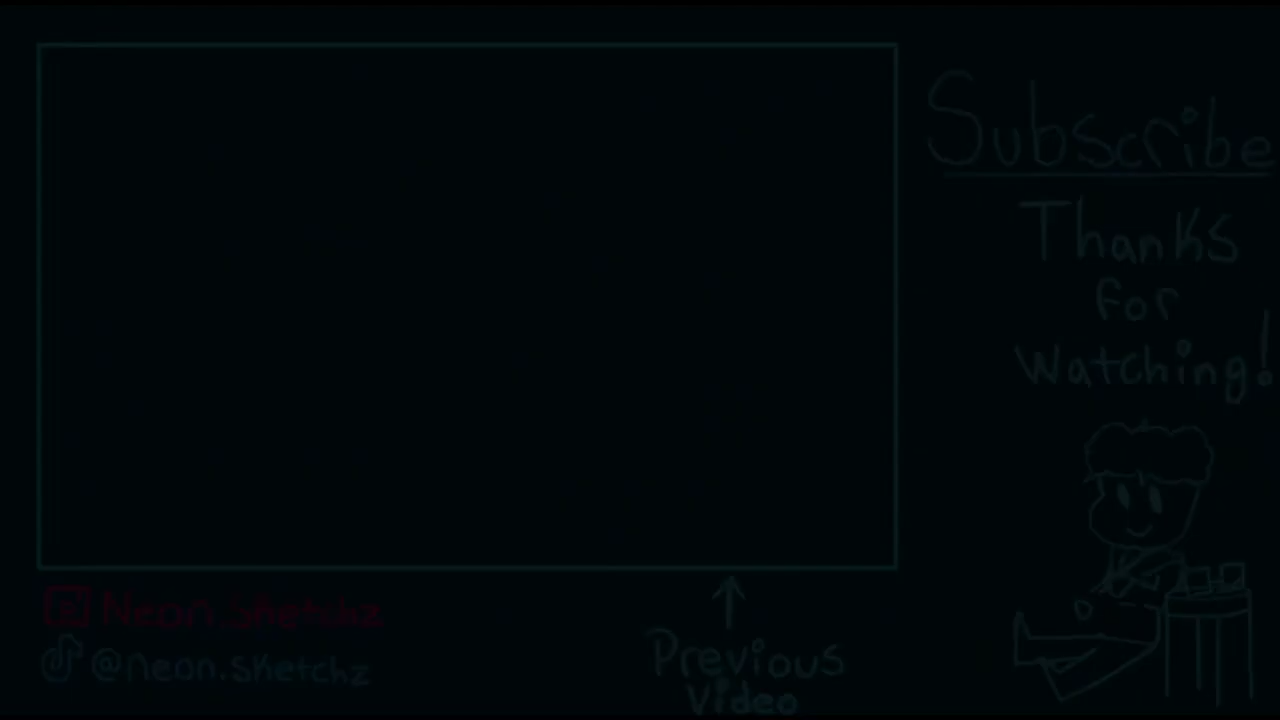 Subscribe
Thanks
for
Watching!
Neon.Sketchz
@neon.sketchz
Previous
Video